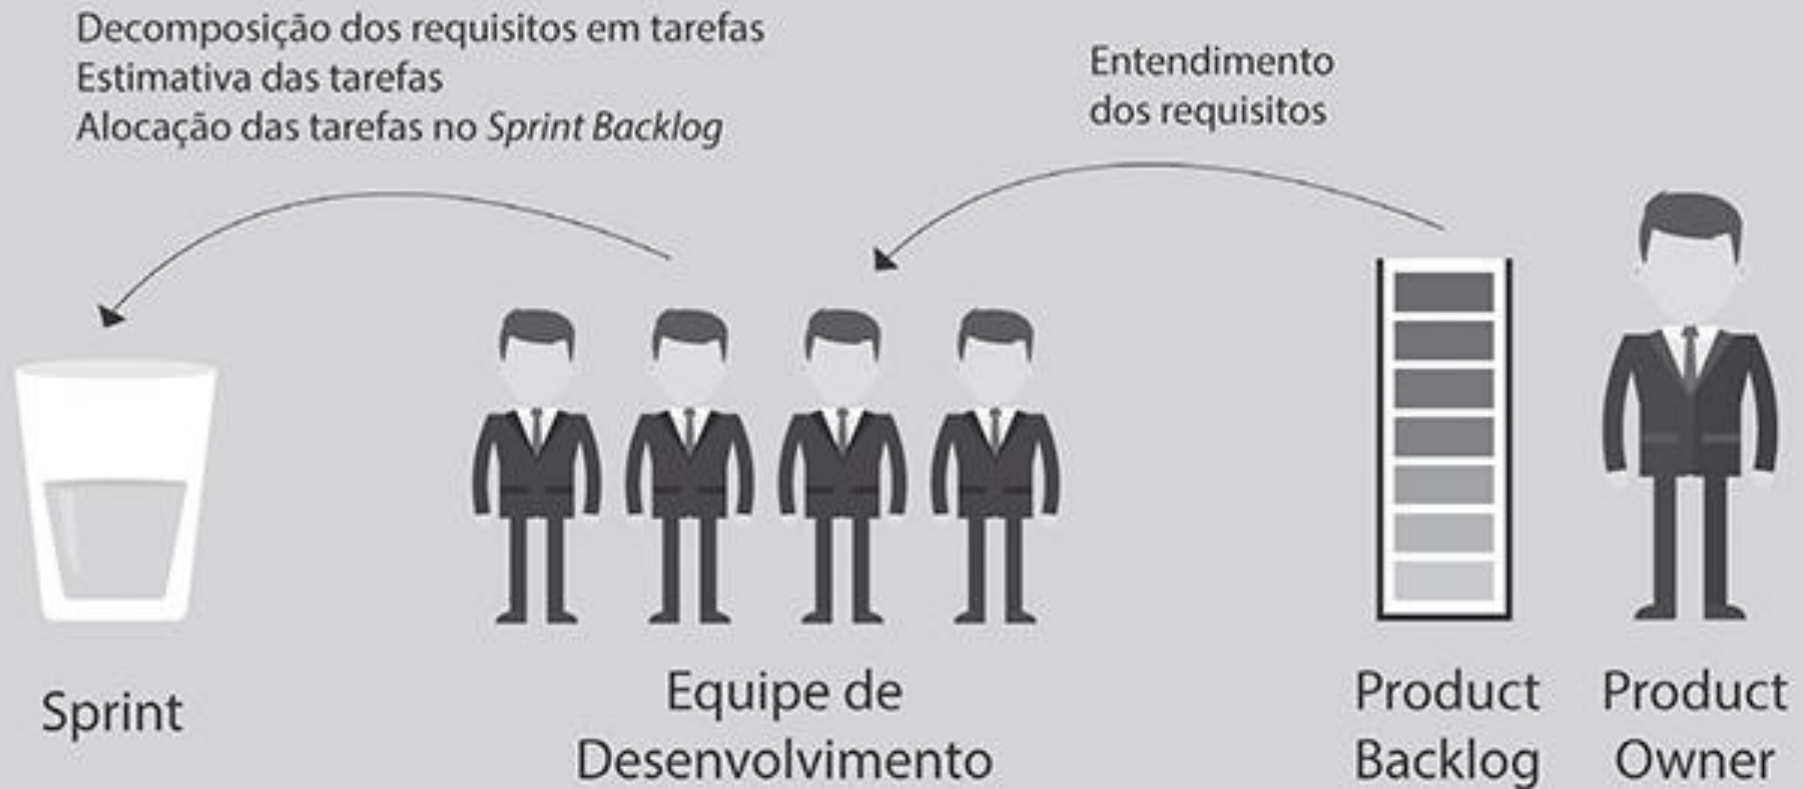 Decomposição dos requisitos em tarefas
Estimativa das tarefas
Alocação das tarefas no Sprint Backlog
Entendimento
dos requisitos
Sprint
Equipe de
Desenvolvimento
Product
Backlog
Product
Owner